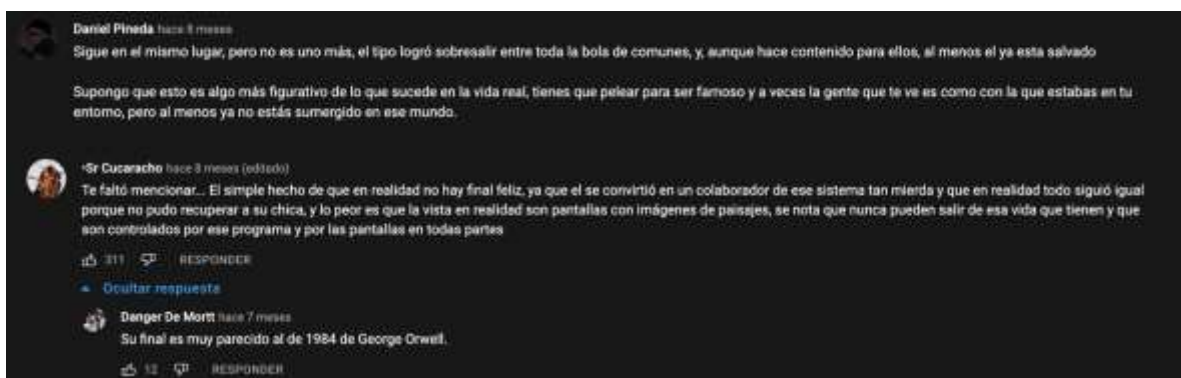 Daniel Pineda hace 8 meses
Sigue en el mismo lugar, pero no es uno más, el tipo logró sobresalir entre toda la bola de comunes, y, aunque hace contenido para ellos, al menos el ya esta salvado
Supongo que esto es algo más figurativo de lo que sucede en la vida real, tienes que pelear para ser famoso y a veces la gente que te ve es como con la que estabas en tu
entorno, pero al menos ya no estás sumergido en ese mundo.
Sr Cucaracho hace 8 meses (editado)
Te faltó mencionar... El simple hecho de que en realidad no hay final feliz, ya que el se convirtió en un colaborador de ese sistema tan mierda y que en realidad todo siguió igual
porque no pudo recuperar a su chica, y lo peor es que la vista en realidad son pantallas con imágenes de paisajes, se nota que nunca pueden salir de esa vida que tienen y que
son controlados por ese programa y por las pantallas en todas partes
311 RESPONDER
Ocultar respuesta
Danger De Mortt hace 7 meses
Su final es muy parecido al de 1984 de George Orwell.
12 RESPONDER